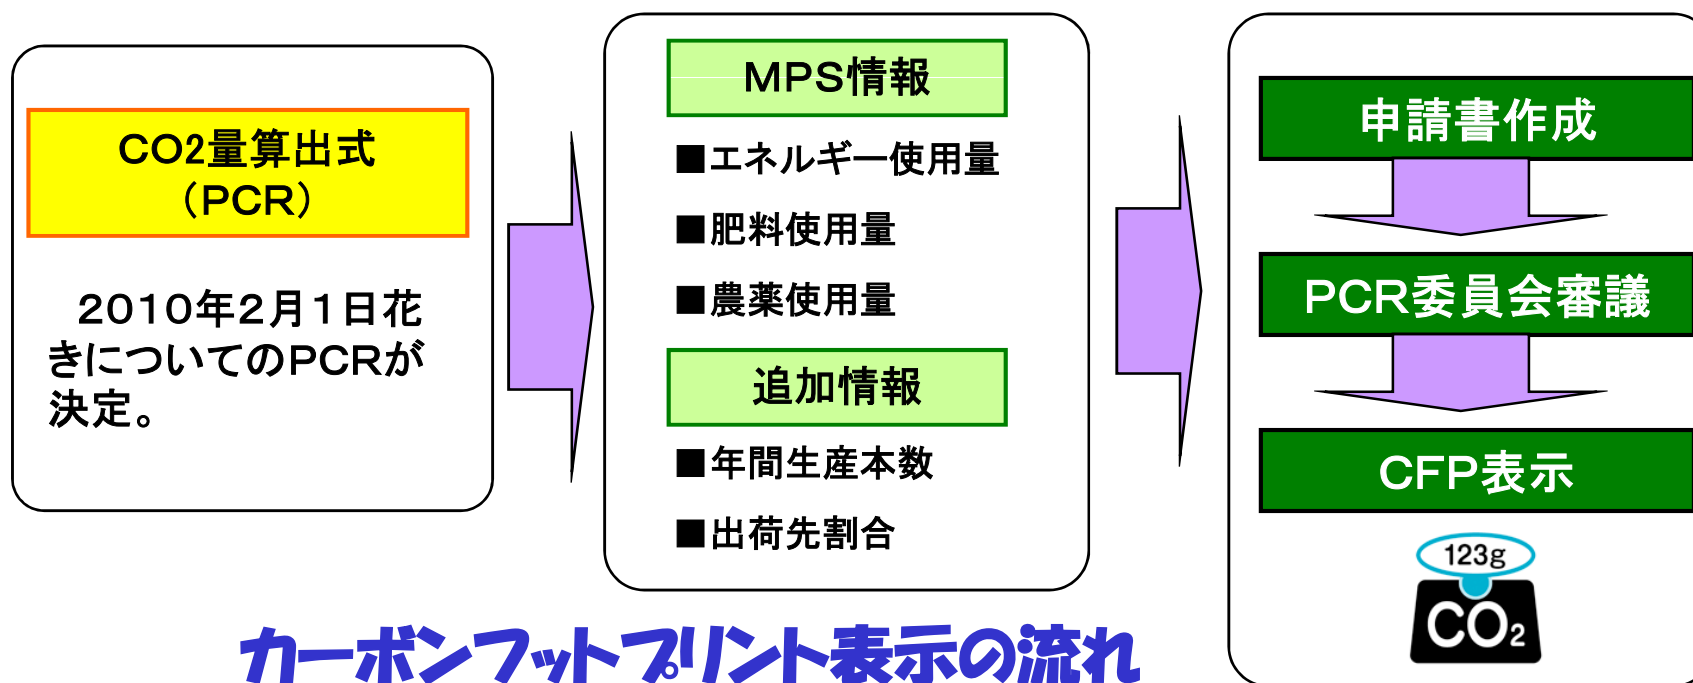 CO2量算出式
（PCR）
2010年2月1日花
きについてのPCRが
決定。
MPS情報
■エネルギー使用量
■肥料使用量
■農薬使用量
追加情報
■年間生産本数
■出荷先割合
申請書作成
PCR委員会審議
CFP表示
123g
CO₂
カーボンフットプリント表示の流れ